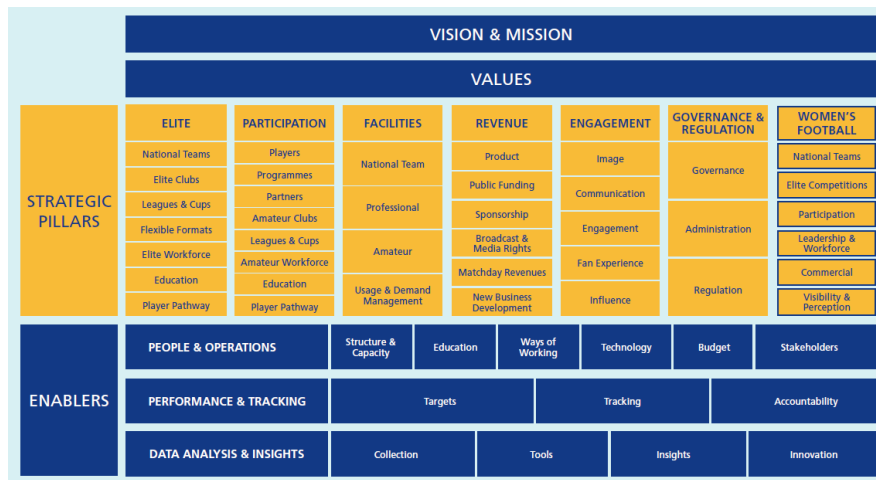 VISION & MISSION
VALUES
STRATEGIC
PILLARS
ELITE
National Teams
Elite Clubs
Leagues & Cups
Flexible Formats
Elite Workforce
Education
Player Pathway
PARTICIPATION
Players
Programmes
Partners
Amateur Clubs
Leagues & Cups
Amateur Workforce
Education
Player Pathway
FACILITIES
National Team
Professional
Amateur
Usage & Demand
Management
REVENUE
Product
Public Funding
Sponsorship
Broadcast &
Media Rights
Matchday Revenues
New Business
Development
ENGAGEMENT
Image
Communication
Engagement
Fan Experience
Influence
GOVERNANCE &
REGULATION
Governance
Administration
Regulation
WOMEN'S
FOOTBALL
National Teams
Elite Competitions
Participation
Leadership &
Workforce
Commercial
Visibility &
Perception
ENABLERS
PEOPLE & OPERATIONS
Structure &
Capacity
Education
Ways of
Working
Technology
Budget
Stakeholders
PERFORMANCE & TRACKING
Targets
Tracking
Accountability
DATA ANALYSIS & INSIGHTS
Collection
Tools
Insights
Innovation